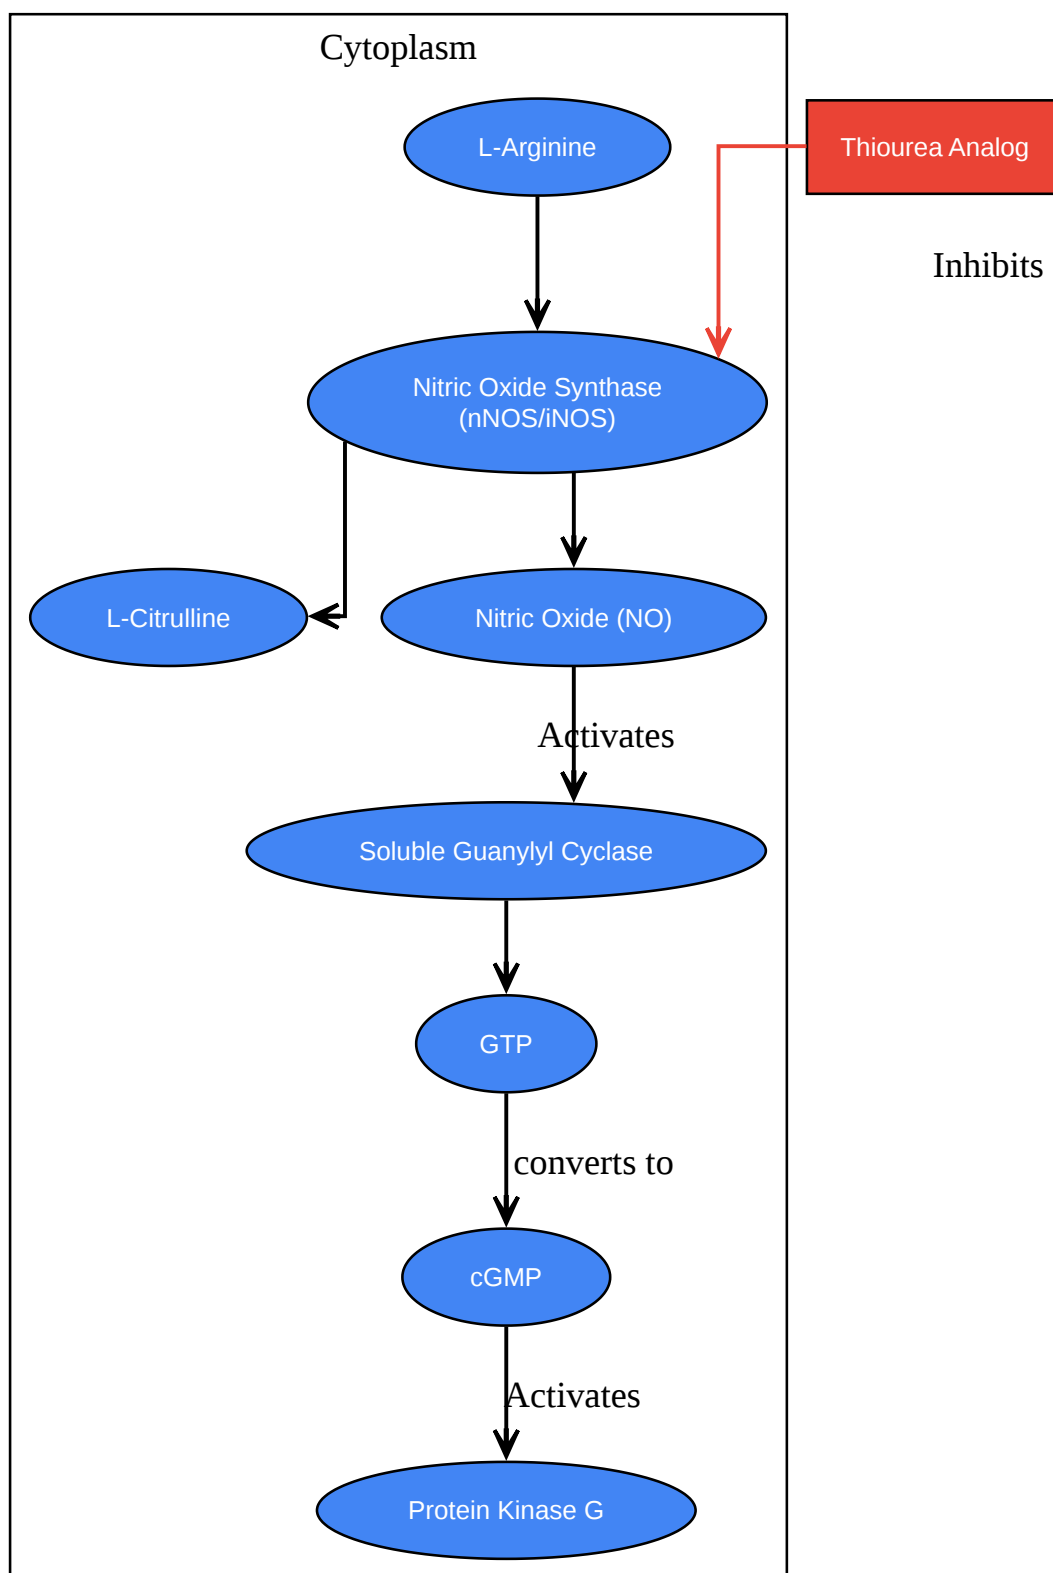 Cytoplasm
L-Arginine
Thiourea Analog
Inhibits
Nitric Oxide Synthase
(nNOS/iNOS)
L-Citrulline
Nitric Oxide (NO)
Activates
Soluble Guanylyl Cyclase
GTP
converts to
cGMP
Activates
Protein Kinase G